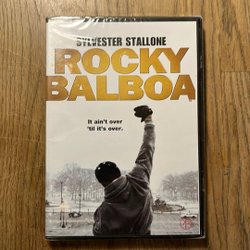 SYLVESTER STALLONE
ROCKY
BALBOA
It ain't over
'til it's over.